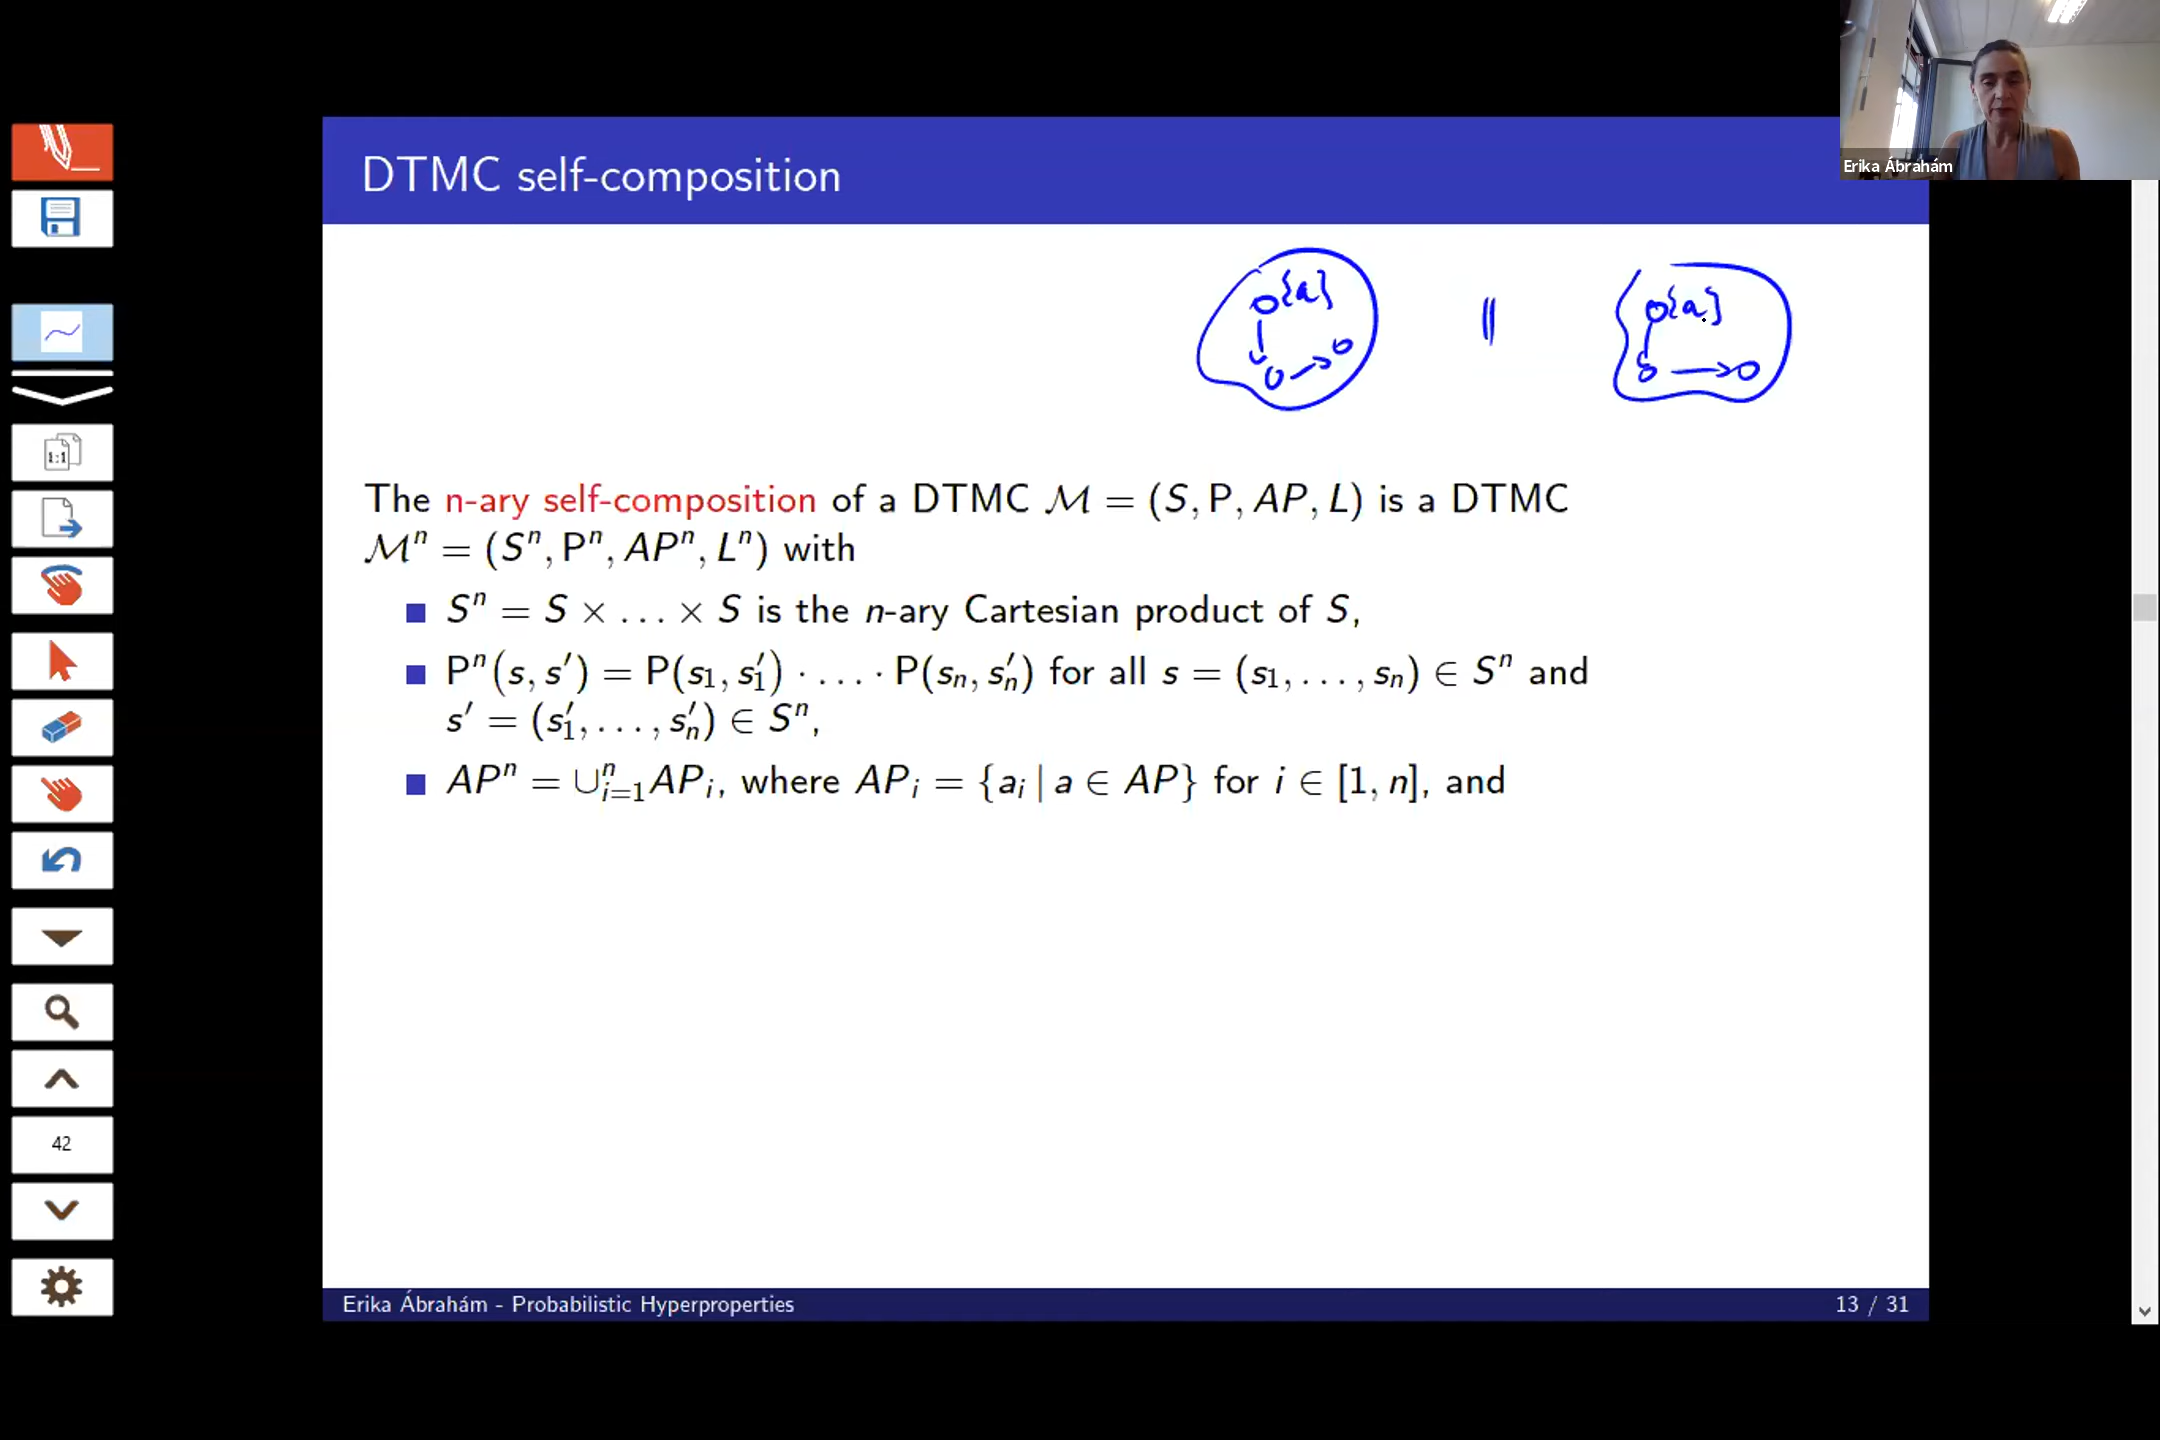 Erika Ábrahám
DTMC self-composition
{a} || {a}
The n-ary self-composition of a DTMC ℳ = (S, P, AP, L) is a DTMC
ℳⁿ = (Sⁿ, Pⁿ, APⁿ, Lⁿ) with
■ Sⁿ = S × … × S is the n-ary Cartesian product of S,
■ Pⁿ(s, s′) = P(s₁, s′₁) · … · P(sₙ, s′ₙ) for all s = (s₁, …, sₙ) ∈ Sⁿ and
s′ = (s′₁, …, s′ₙ) ∈ Sⁿ,
■ APⁿ = ∪ⁿᵢ₌₁APᵢ, where APᵢ = {aᵢ | a ∈ AP} for i ∈ [1, n], and
1:1
42
Erika Ábrahám - Probabilistic Hyperproperties 13 / 31